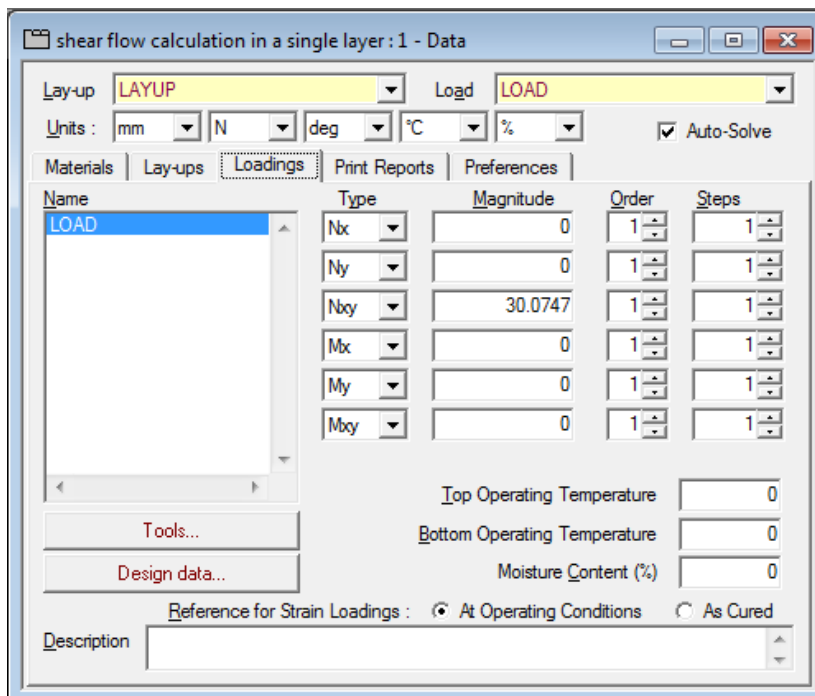 shear flow calculation in a single layer : 1 - Data
Lay-up LAYUP Load LOAD
Units : mm N deg °C % Auto-Solve
Materials Lay-ups Loadings Print Reports Preferences
Name Type Magnitude Order Steps
LOAD Nx 0 1 1
Ny 0 1 1
Nxy 30.0747 1 1
Mx 0 1 1
My 0 1 1
Mxy 0 1 1
Top Operating Temperature 0
Tools... Bottom Operating Temperature 0
Design data... Moisture Content (%) 0
Reference for Strain Loadings : At Operating Conditions As Cured
Description